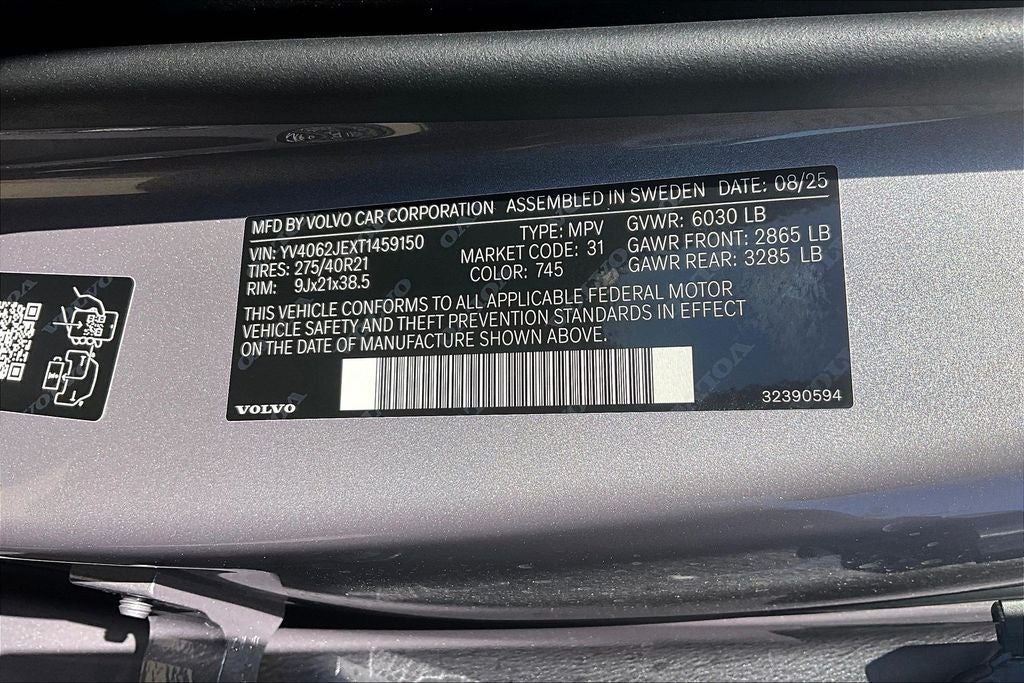 MFD BY VOLVO CAR CORPORATION ASSEMBLED IN SWEDEN DATE: 08/25
VIN: YV4062JEXT1459150 TYPE: MPV GVWR: 6030 LB
TIRES: 275/40R21 MARKET CODE: 31 GAWR FRONT: 2865 LB
RIM: 9Jx21x38.5 COLOR: 745 GAWR REAR: 3285 LB
THIS VEHICLE CONFORMS TO ALL APPLICABLE FEDERAL MOTOR
VEHICLE SAFETY AND THEFT PREVENTION STANDARDS IN EFFECT
ON THE DATE OF MANUFACTURE SHOWN ABOVE.
VOLVO 32390594